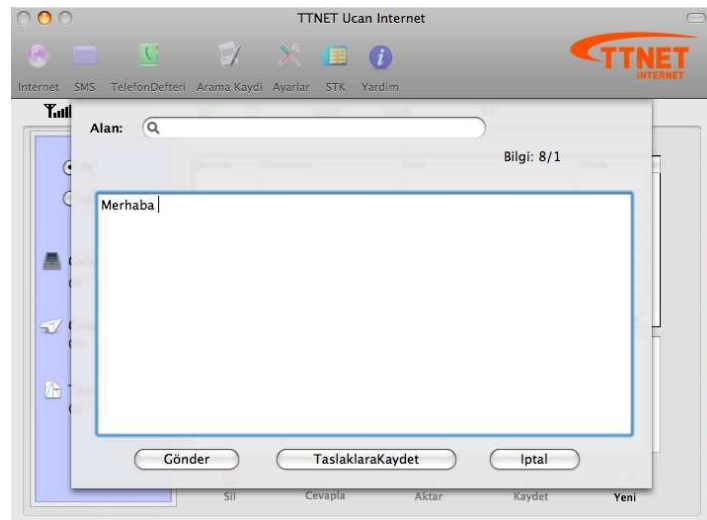 TTNET Ucan Internet
Internet SMS TelefonDefteri Arama Kaydi Ayarlar STK Yardim
TTNET
INTERNET
Alan:
Bilgi: 8/1
Merhaba
Gönder TaslaklaraKaydet Iptal
Sil Cevapla Aktar Kaydet Yeni